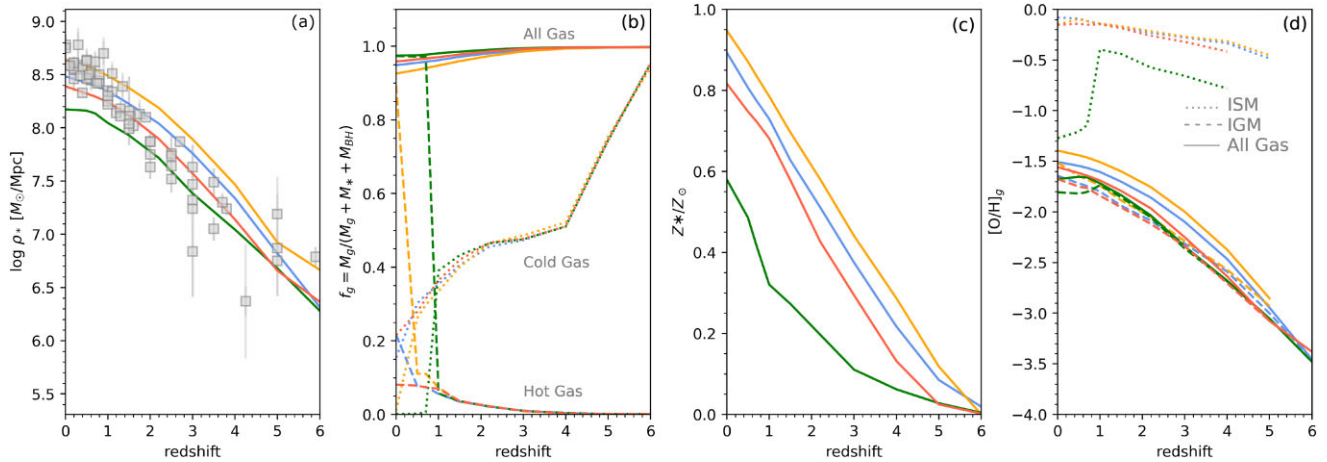 (a)
log ρ* [M⊙/Mpc]
9.0
8.5
8.0
7.5
7.0
6.5
6.0
5.5
0 1 2 3 4 5 6
redshift
(b)
All Gas
Cold Gas
Hot Gas
f_g = M_g/(M_g + M_* + M_BH)
1.0
0.8
0.6
0.4
0.2
0.0
0 1 2 3 4 5 6
redshift
(c)
Z∗/Z⊙
1.0
0.8
0.6
0.4
0.2
0.0
0 1 2 3 4 5 6
redshift
(d)
ISM
IGM
All Gas
[O/H]_g
0.0
−0.5
−1.0
−1.5
−2.0
−2.5
−3.0
−3.5
−4.0
0 1 2 3 4 5 6
redshift